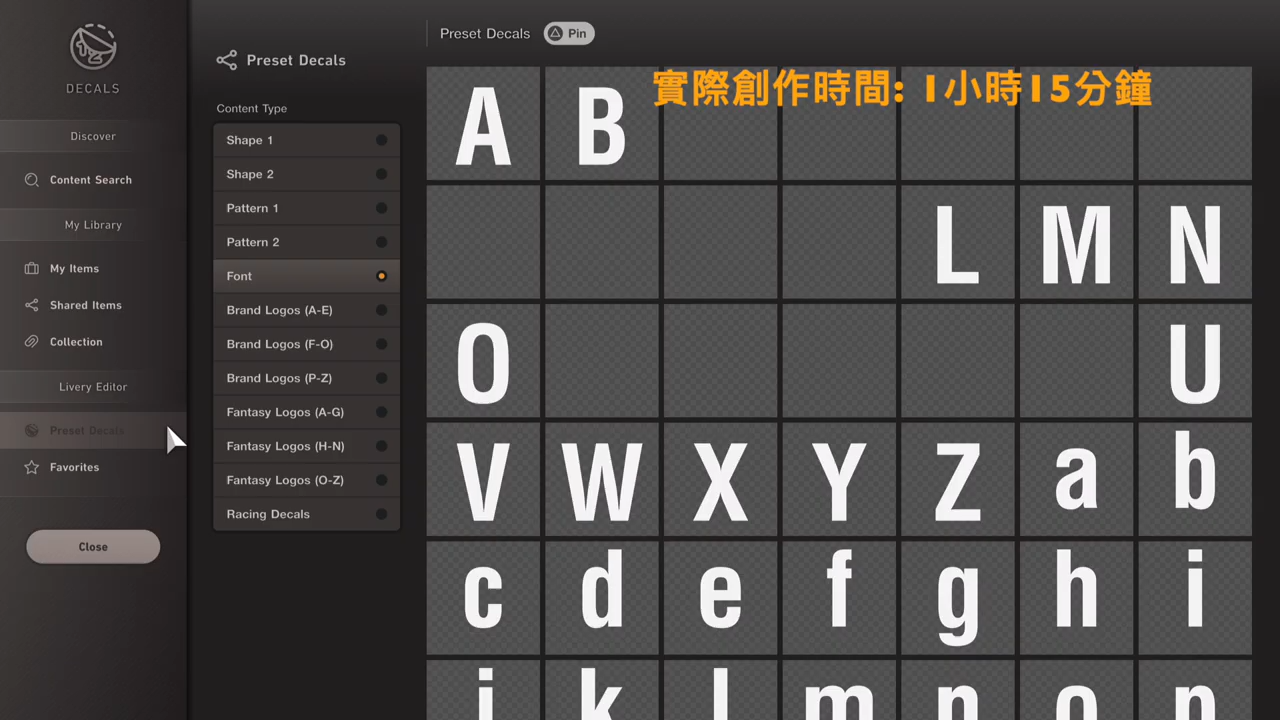 DECALS
Discover
Content Search
My Library
My Items
Shared Items
Collection
Livery Editor
Preset Decals
Favorites
Close
Preset Decals
Content Type
Shape 1
Shape 2
Pattern 1
Pattern 2
Font
Brand Logos (A-E)
Brand Logos (F-O)
Brand Logos (P-Z)
Fantasy Logos (A-G)
Fantasy Logos (H-N)
Fantasy Logos (O-Z)
Racing Decals
Preset Decals Pin
實際創作時間: 1小時15分鐘
A B
L M N
O U
V W X Y Z a b
c d e f g h i
j k l m n o p